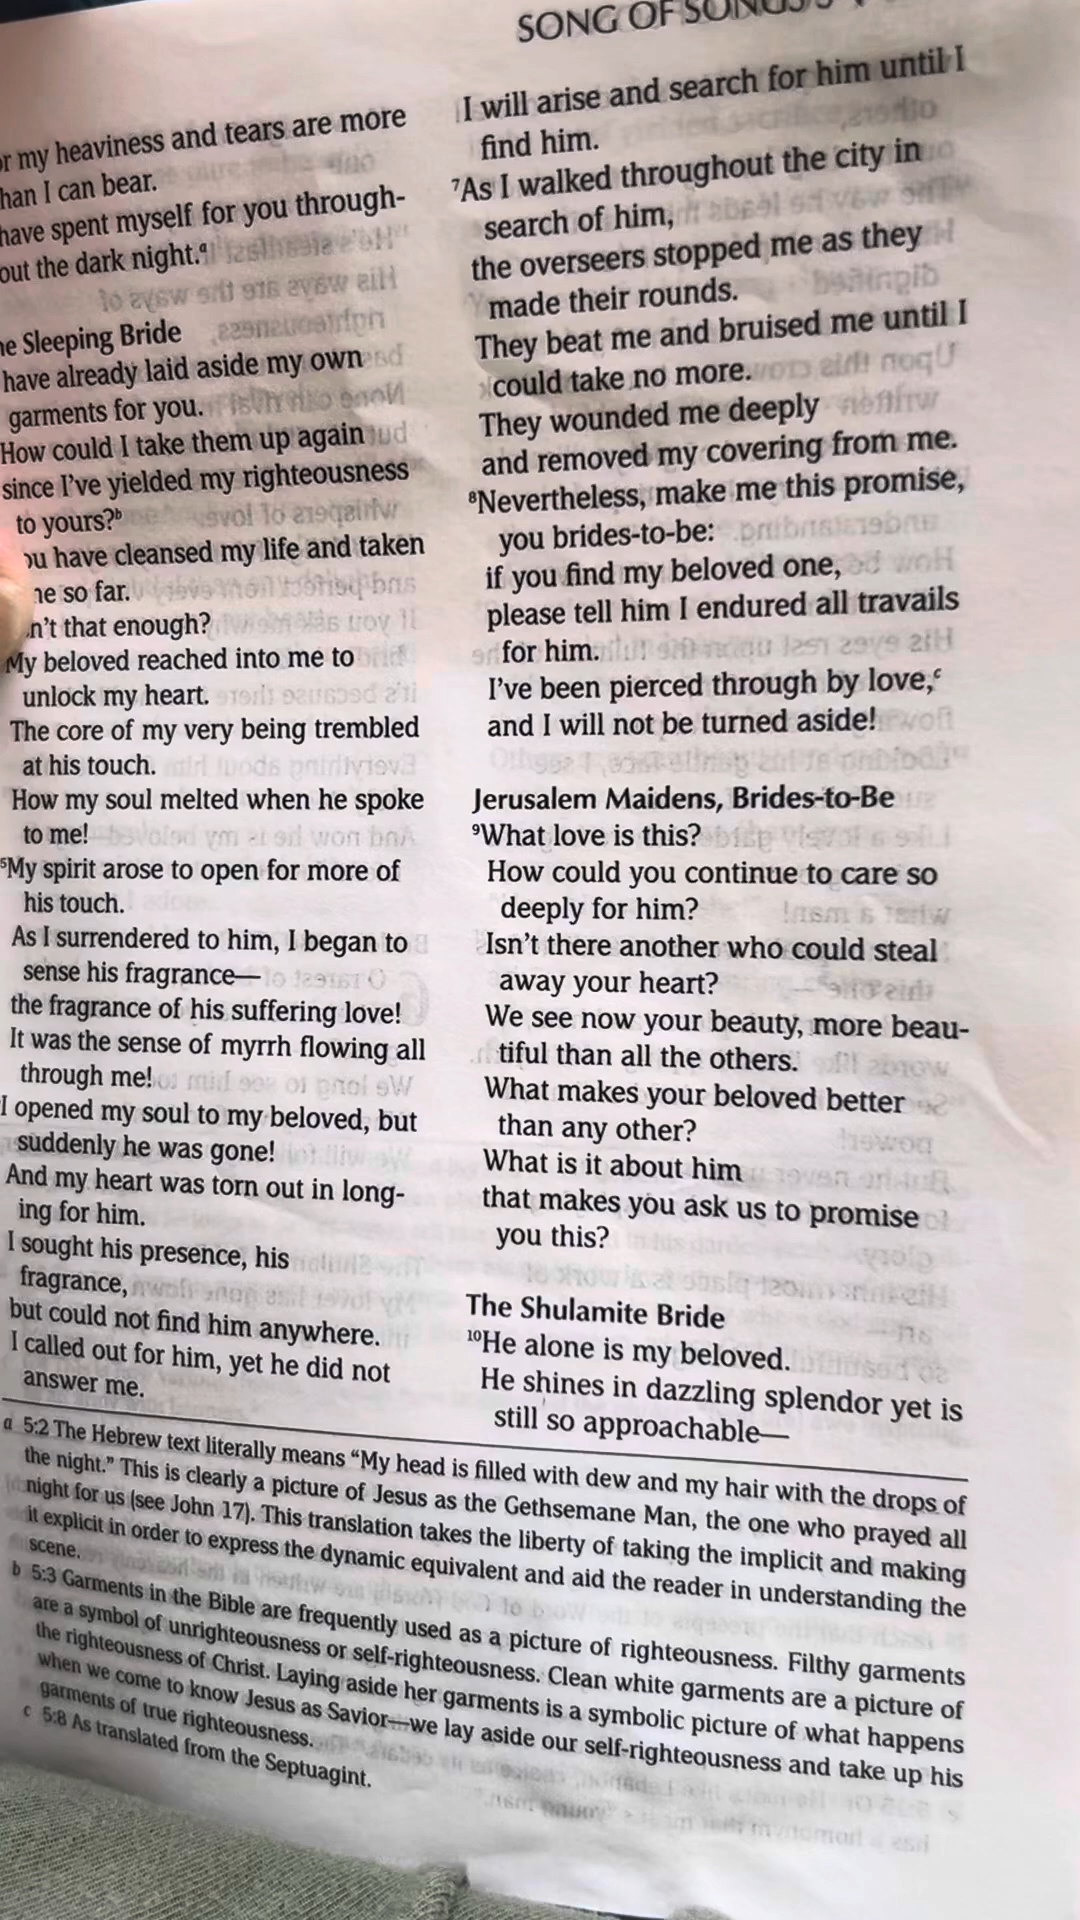 SONG OF SONGS
r my heaviness and tears are more
han I can bear.
have spent myself for you through-
out the dark night.ᵃ
e Sleeping Bride
have already laid aside my own
garments for you.
How could I take them up again
since I've yielded my righteousness
to yours?ᵇ
ou have cleansed my life and taken
ne so far.
n't that enough?
My beloved reached into me to
unlock my heart.
The core of my very being trembled
at his touch.
How my soul melted when he spoke
to me!
⁵My spirit arose to open for more of
his touch.
As I surrendered to him, I began to
sense his fragrance—
the fragrance of his suffering love!
It was the sense of myrrh flowing all
through me!
I opened my soul to my beloved, but
suddenly he was gone!
And my heart was torn out in long-
ing for him.
I sought his presence, his
fragrance,
but could not find him anywhere.
I called out for him, yet he did not
answer me.
I will arise and search for him until I
find him.
⁷As I walked throughout the city in
search of him,
the overseers stopped me as they
made their rounds.
They beat me and bruised me until I
could take no more.
They wounded me deeply
and removed my covering from me.
⁸Nevertheless, make me this promise,
you brides-to-be:
if you find my beloved one,
please tell him I endured all travails
for him.
I've been pierced through by love,ᶜ
and I will not be turned aside!
Jerusalem Maidens, Brides-to-Be
⁹What love is this?
How could you continue to care so
deeply for him?
Isn't there another who could steal
away your heart?
We see now your beauty, more beau-
tiful than all the others.
What makes your beloved better
than any other?
What is it about him
that makes you ask us to promise
you this?
The Shulamite Bride
¹⁰He alone is my beloved.
He shines in dazzling splendor yet is
still so approachable—
a 5:2 The Hebrew text literally means “My head is filled with dew and my hair with the drops of
the night.” This is clearly a picture of Jesus as the Gethsemane Man, the one who prayed all
night for us (see John 17). This translation takes the liberty of taking the implicit and making
it explicit in order to express the dynamic equivalent and aid the reader in understanding the
scene.
b 5:3 Garments in the Bible are frequently used as a picture of righteousness. Filthy garments
are a symbol of unrighteousness or self-righteousness. Clean white garments are a picture of
the righteousness of Christ. Laying aside her garments is a symbolic picture of what happens
when we come to know Jesus as Savior—we lay aside our self-righteousness and take up his
garments of true righteousness.
c 5:8 As translated from the Septuagint.